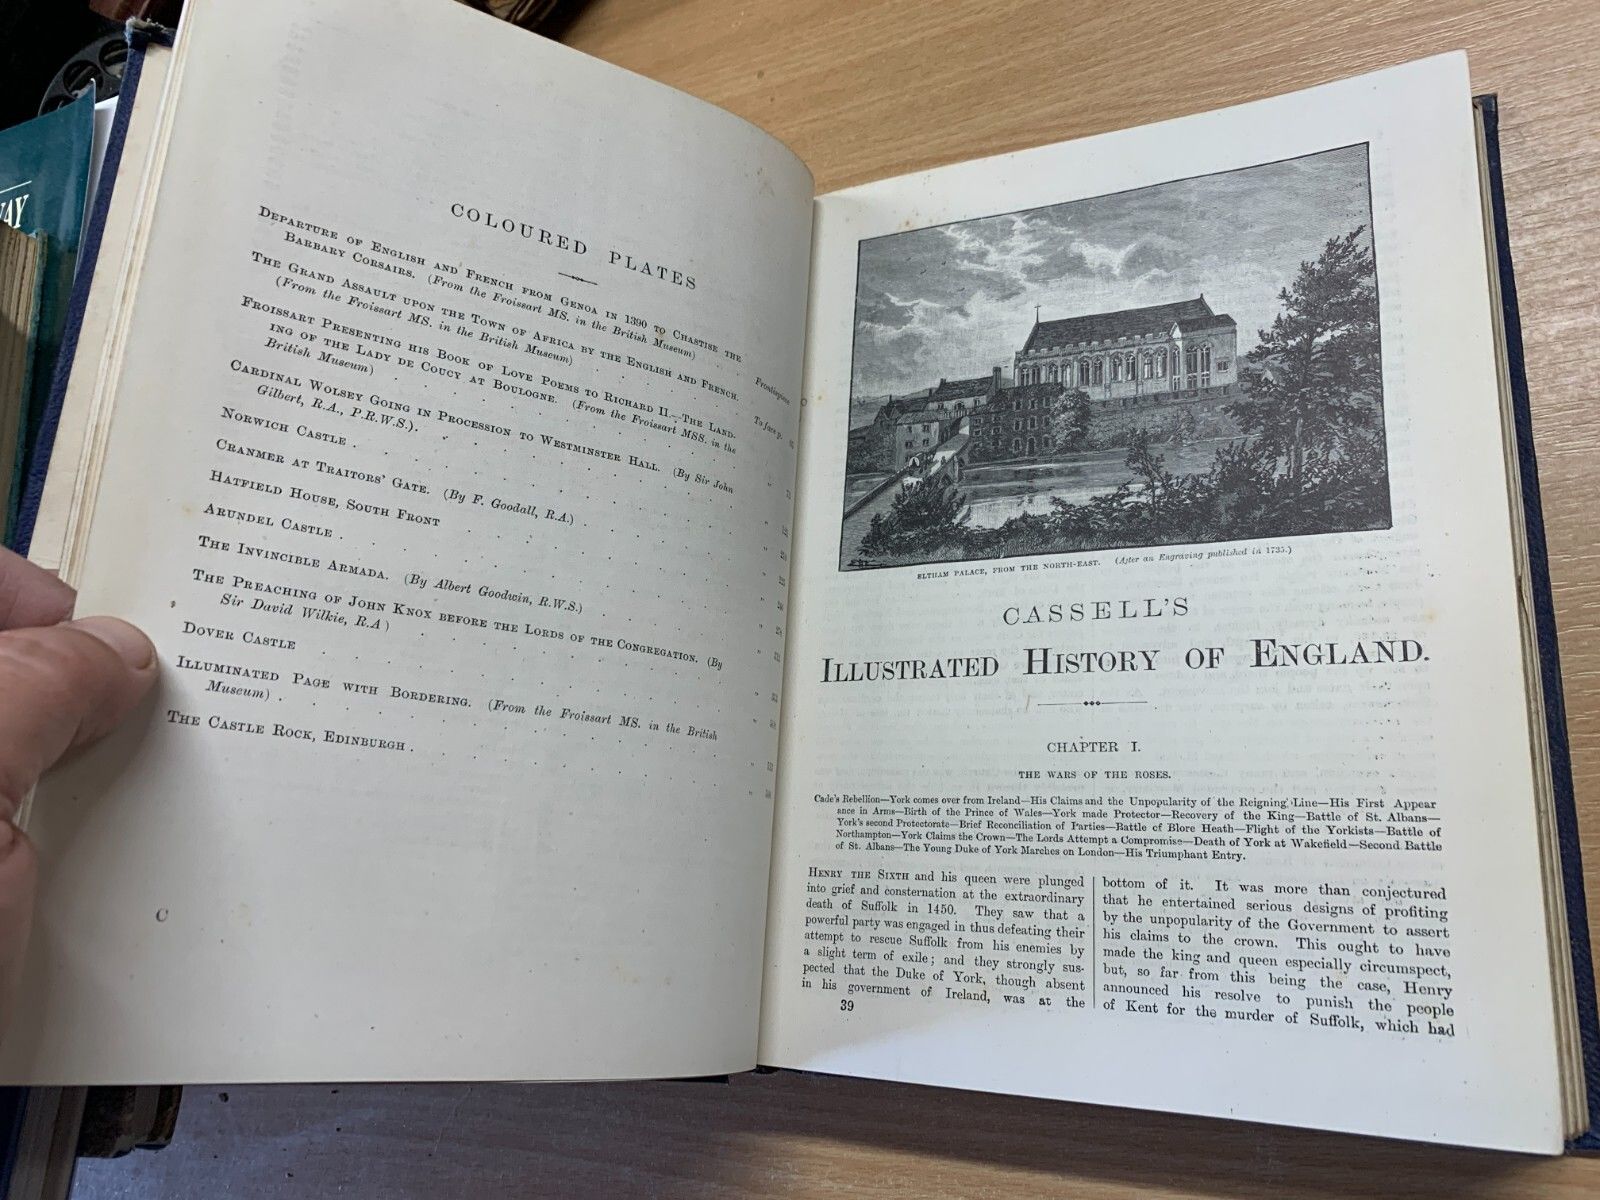 WAY
COLOURED PLATES
DEPARTURE OF ENGLISH AND FRENCH FROM GENOA IN 1390 TO CHASTISE THE
BARBARY CORSAIRS. (From the Froissart MS. in the British Museum) Frontispiece
THE GRAND ASSAULT UPON THE TOWN OF AFRICA BY THE ENGLISH AND FRENCH.
(From the Froissart MS. in the British Museum) . . . . . To face p.
FROISSART PRESENTING HIS BOOK OF LOVE POEMS TO RICHARD II.—THE LAND-
ING OF THE LADY DE COUCY AT BOULOGNE. (From the Froissart MSS. in the
British Museum) . . . . . . . . "
CARDINAL WOLSEY GOING IN PROCESSION TO WESTMINSTER HALL. (By Sir John
Gilbert, R.A., P.R.W.S.). . . . . . . . "
NORWICH CASTLE . . . . . . . . "
CRANMER AT TRAITORS' GATE. (By F. Goodall, R.A.) . . . . "
HATFIELD HOUSE, SOUTH FRONT . . . . . . "
ARUNDEL CASTLE . . . . . . . . "
THE INVINCIBLE ARMADA. (By Albert Goodwin, R.W.S.) . . . . "
THE PREACHING OF JOHN KNOX BEFORE THE LORDS OF THE CONGREGATION. (By
Sir David Wilkie, R.A) . . . . . . . . "
DOVER CASTLE . . . . . . . . "
ILLUMINATED PAGE WITH BORDERING. (From the Froissart MS. in the British
Museum) . . . . . . . . "
THE CASTLE ROCK, EDINBURGH . . . . . . . "
C
ELTHAM PALACE, FROM THE NORTH-EAST. (After an Engraving published in 1735.)
CASSELL'S
ILLUSTRATED HISTORY OF ENGLAND.
CHAPTER I.
THE WARS OF THE ROSES.
Cade's Rebellion—York comes over from Ireland—His Claims and the Unpopularity of the Reigning Line—His First Appear
ance in Arms—Birth of the Prince of Wales—York made Protector—Recovery of the King—Battle of St. Albans—
York's second Protectorate—Brief Reconciliation of Parties—Battle of Blore Heath—Flight of the Yorkists—Battle of
Northampton—York Claims the Crown—The Lords Attempt a Compromise—Death of York at Wakefield—Second Battle
of St. Albans—The Young Duke of York Marches on London—His Triumphant Entry.
HENRY THE SIXTH and his queen were plunged
into grief and consternation at the extraordinary
death of Suffolk in 1450. They saw that a
powerful party was engaged in thus defeating their
attempt to rescue Suffolk from his enemies by
a slight term of exile; and they strongly sus-
pected that the Duke of York, though absent
in his government of Ireland, was at the
39
bottom of it. It was more than conjectured
that he entertained serious designs of profiting
by the unpopularity of the Government to assert
his claims to the crown. This ought to have
made the king and queen especially circumspect,
but, so far from this being the case, Henry
announced his resolve to punish the people
of Kent for the murder of Suffolk, which had